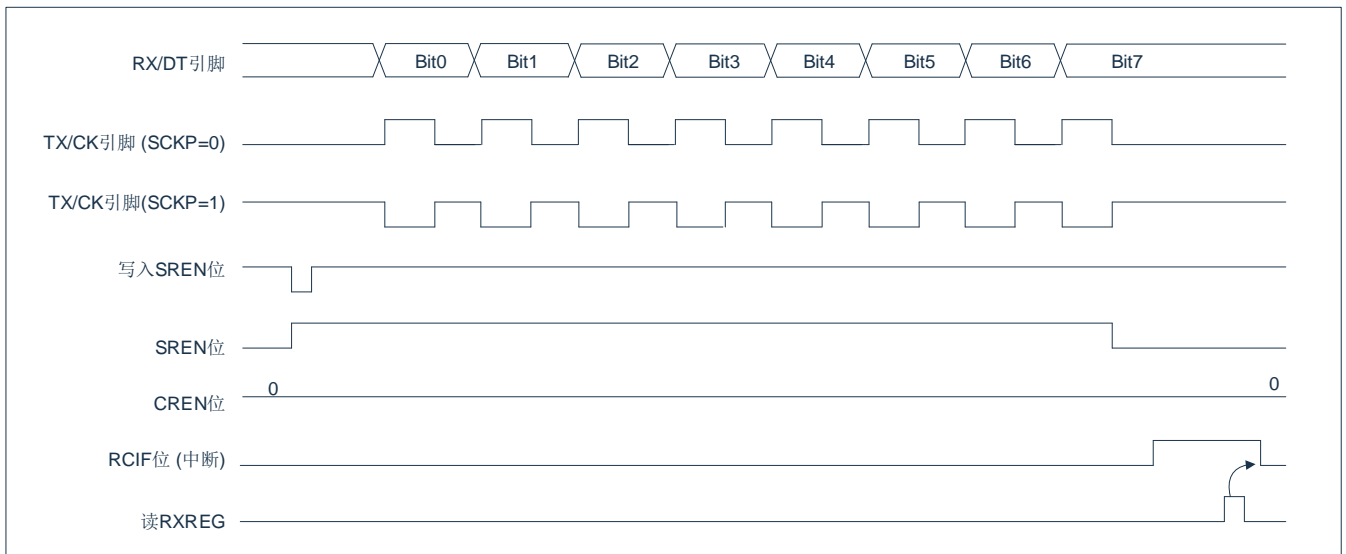 RX/DT引脚 Bit0 Bit1 Bit2 Bit3 Bit4 Bit5 Bit6 Bit7
TX/CK引脚 (SCKP=0)
TX/CK引脚(SCKP=1)
写入SREN位
SREN位
0 0
CREN位
RCIF位 (中断)
读RXREG